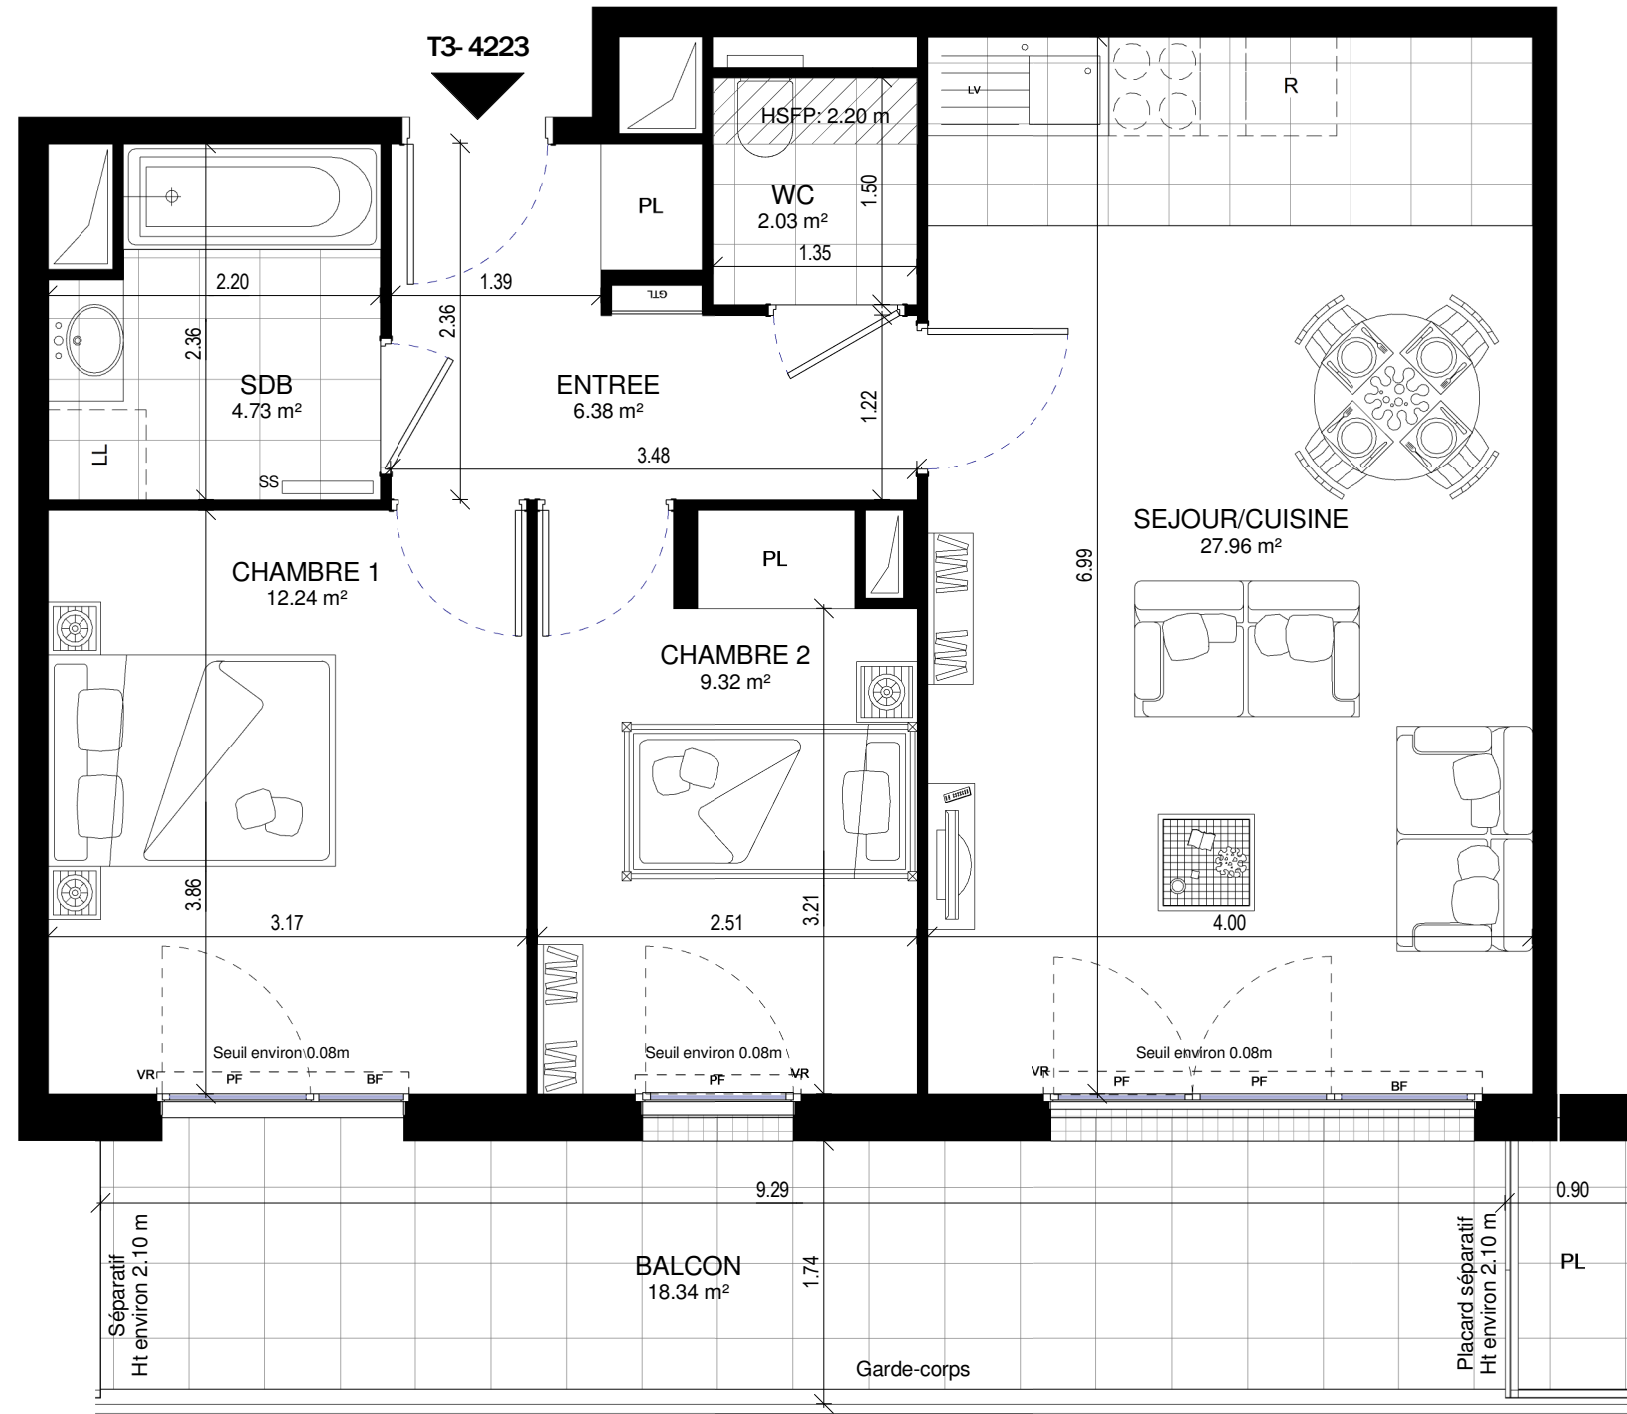 T3- 4223
LV
R
HSFP: 2.20 m
PL
WC
2.03 m²
1.50
1.35
2.20
1.39
GTL
2.36
2.36
SDB
4.73 m²
ENTREE
6.38 m²
1.22
LL
SS
3.48
SEJOUR/CUISINE
27.96 m²
6.99
CHAMBRE 1
12.24 m²
PL
CHAMBRE 2
9.32 m²
3.86
3.21
3.17
2.51
4.00
Seuil environ 0.08m
Seuil environ 0.08m
Seuil environ 0.08m
VR
PF
BF
PF
VR
VR
PF
PF
BF
9.29
0.90
Séparatif
Ht environ 2.10 m
BALCON
18.34 m²
1.74
Placard séparatif
Ht environ 2.10 m
PL
Garde-corps